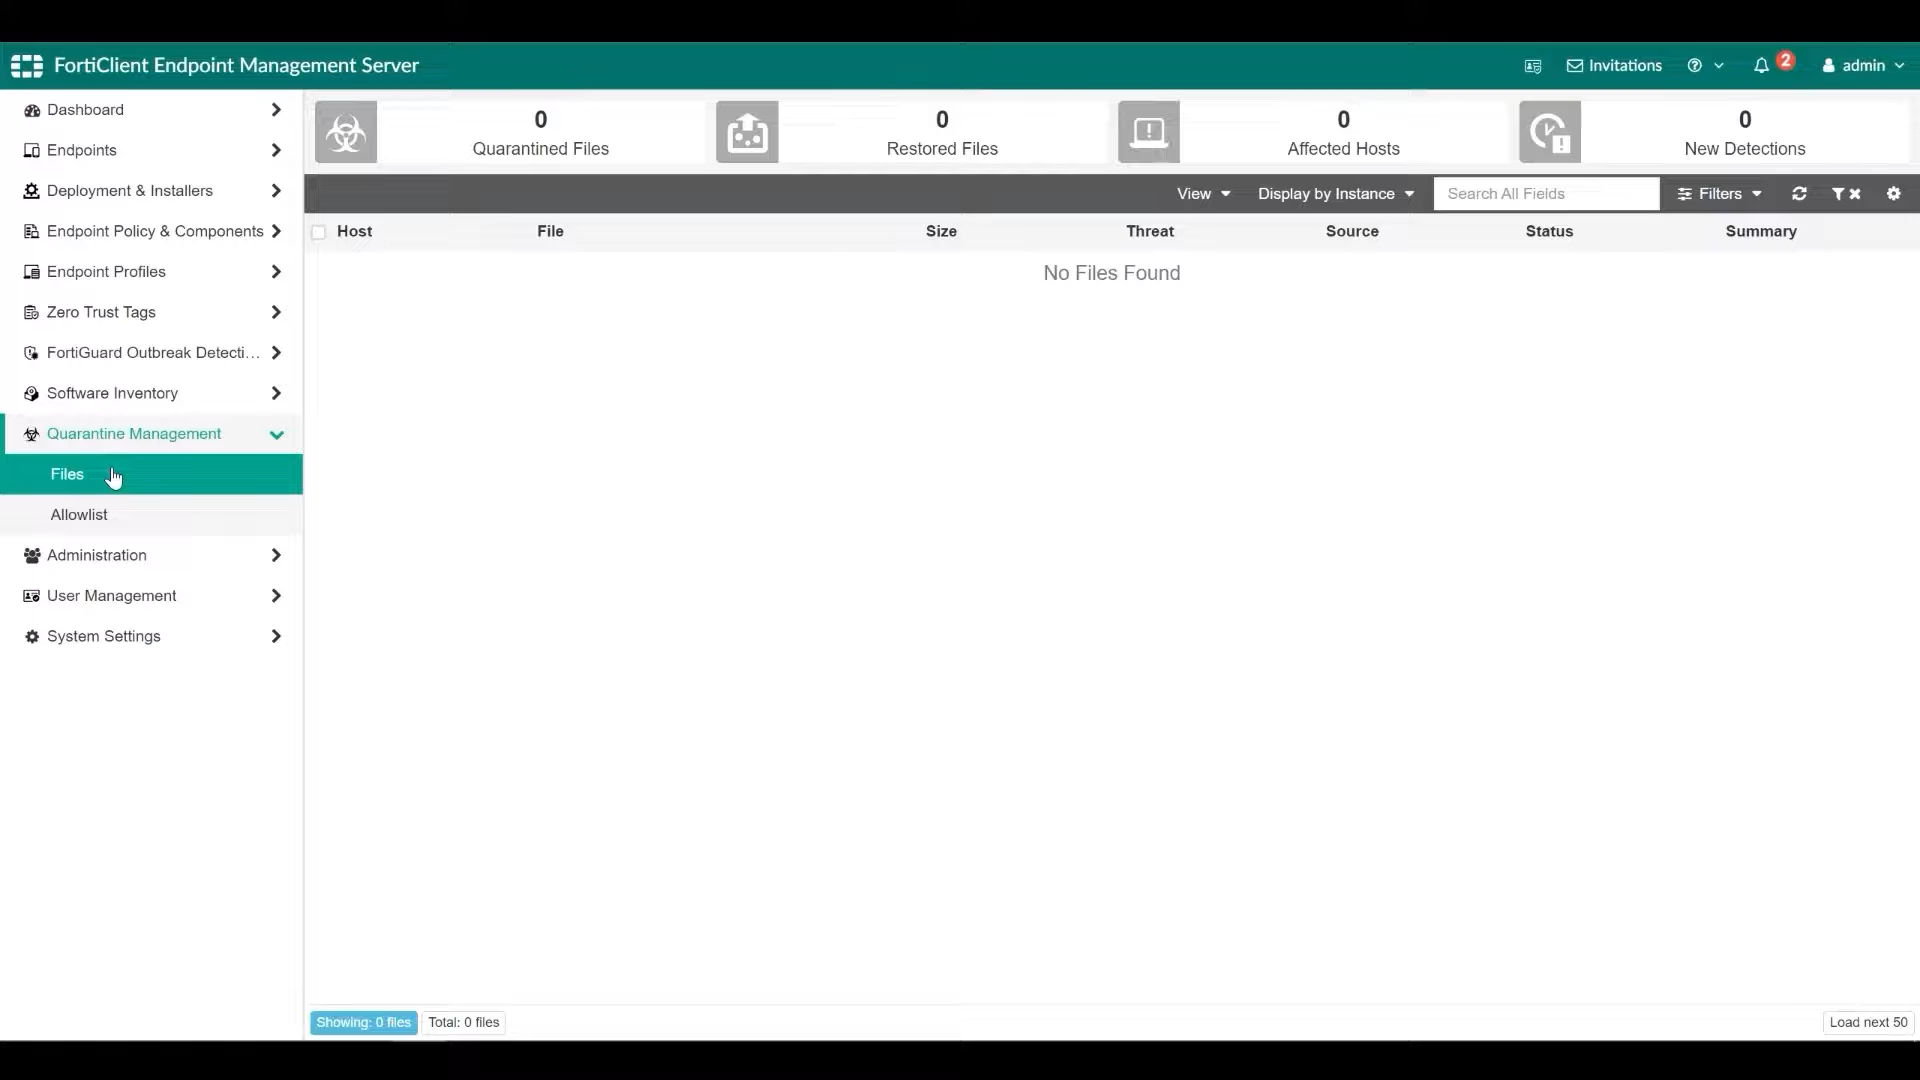 FortiClient Endpoint Management Server
Invitations
2
admin
Dashboard
Endpoints
Deployment & Installers
Endpoint Policy & Components
Endpoint Profiles
Zero Trust Tags
FortiGuard Outbreak Detecti...
Software Inventory
Quarantine Management
Files
Allowlist
Administration
User Management
System Settings
0
Quarantined Files
0
Restored Files
0
Affected Hosts
0
New Detections
View Display by Instance Search All Fields Filters
Host File Size Threat Source Status Summary
No Files Found
Showing: 0 files Total: 0 files Load next 50